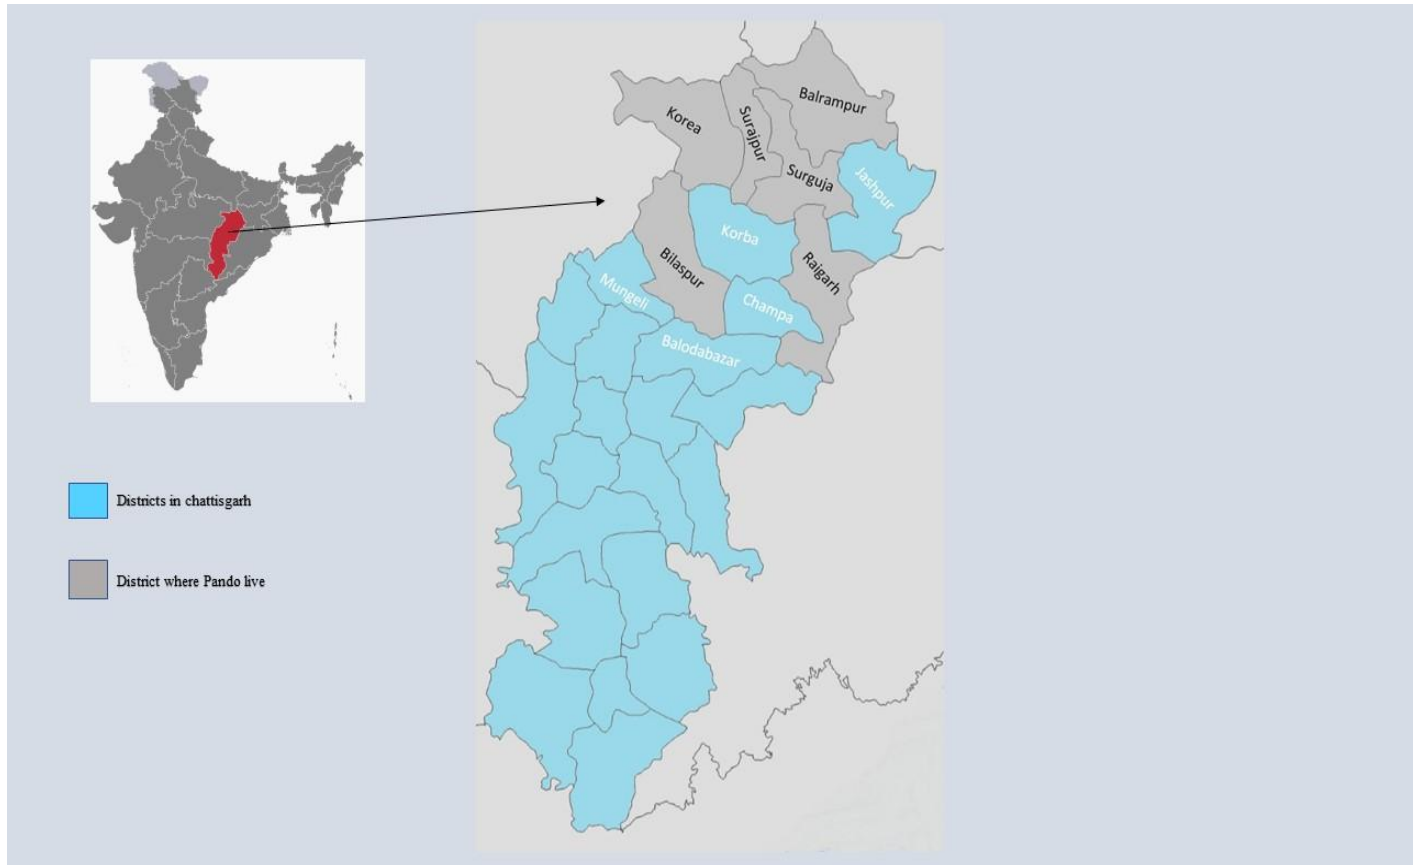 Balrampur
Korea
Surajpur
Surguja
Jashpur
Korba
Bilaspur
Raigarh
Mungeli
Champa
Balodabazar
Districts in chattisgarh
District where Pando live